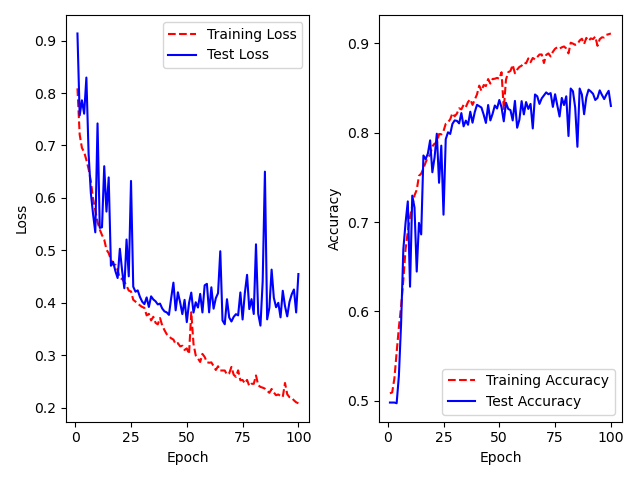 Training Loss
Test Loss
0.9
0.8
0.7
0.6
0.5
0.4
0.3
0.2
Loss
0
25
50
75
100
Epoch
0.9
0.8
0.7
0.6
0.5
Accuracy
Training Accuracy
Test Accuracy
0
25
50
75
100
Epoch